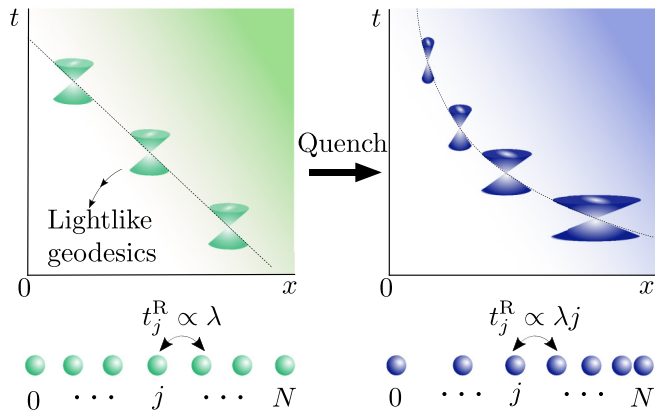 t
t
Quench
Lightlike
geodesics
0
x
0
x
t_j^R ∝ λ
t_j^R ∝ λj
0 ··· j ··· N
0 ··· j ··· N